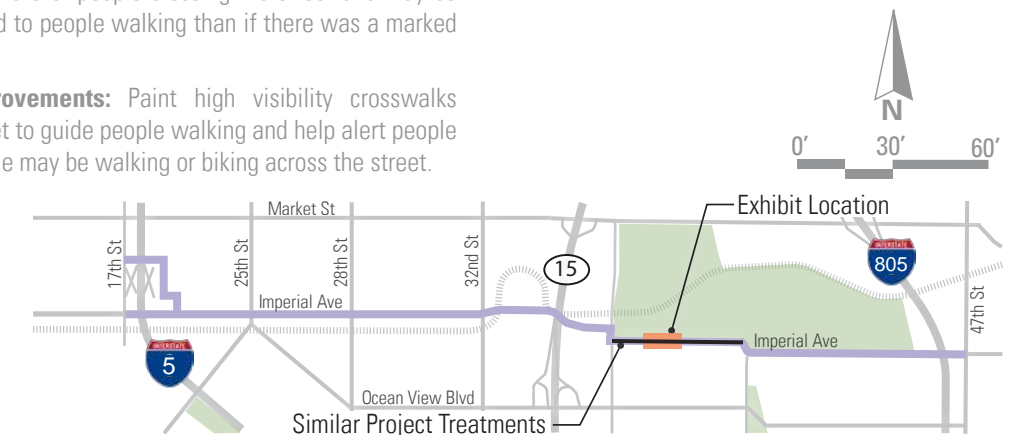 d to people walking than if there was a marked
rovements: Paint high visibility crosswalks
et to guide people walking and help alert people
e may be walking or biking across the street.
N
0’ 30’ 60’
Exhibit Location
Market St
17th St
25th St
28th St
32nd St
15
INTERSTATE
805
47th St
Imperial Ave
Imperial Ave
INTERSTATE
5
Ocean View Blvd
Similar Project Treatments